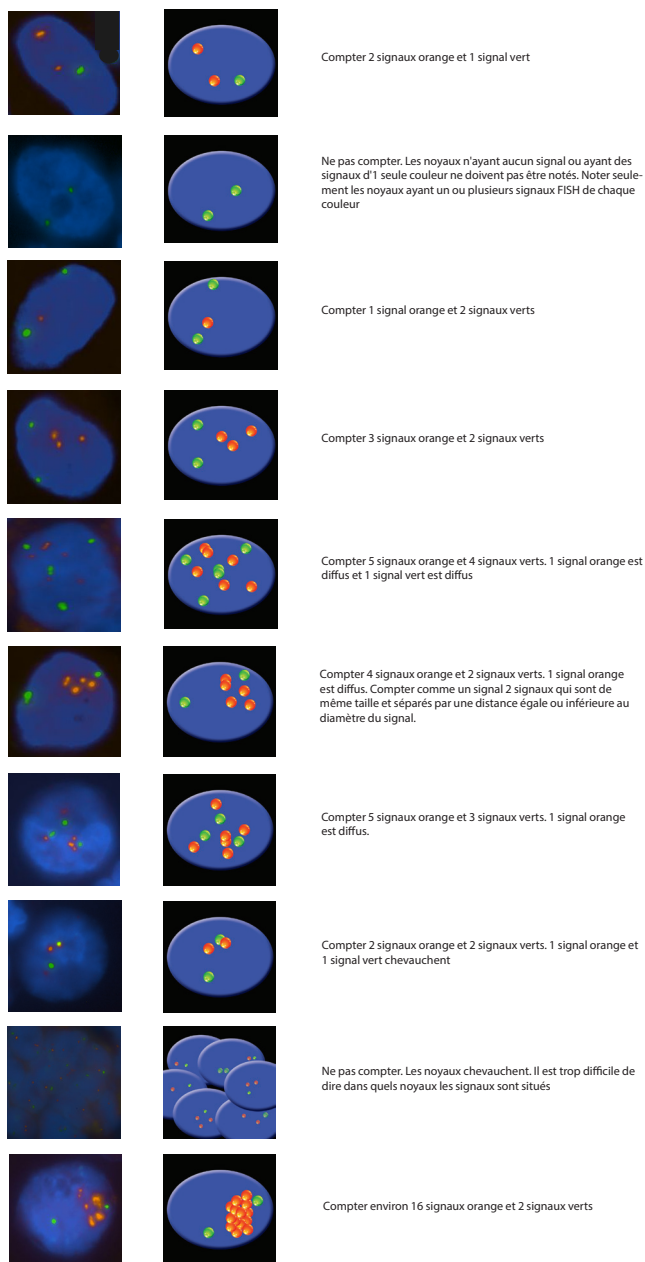 Compter 2 signaux orange et 1 signal vert
Ne pas compter. Les noyaux n'ayant aucun signal ou ayant des
signaux d'1 seule couleur ne doivent pas être notés. Noter seule-
ment les noyaux ayant un ou plusieurs signaux FISH de chaque
couleur
Compter 1 signal orange et 2 signaux verts
Compter 3 signaux orange et 2 signaux verts
Compter 5 signaux orange et 4 signaux verts. 1 signal orange est
diffus et 1 signal vert est diffus
Compter 4 signaux orange et 2 signaux verts. 1 signal orange
est diffus. Compter comme un signal 2 signaux qui sont de
même taille et séparés par une distance égale ou inférieure au
diamètre du signal.
Compter 5 signaux orange et 3 signaux verts. 1 signal orange
est diffus.
Compter 2 signaux orange et 2 signaux verts. 1 signal orange et
1 signal vert chevauchent
Ne pas compter. Les noyaux chevauchent. Il est trop difficile de
dire dans quels noyaux les signaux sont situés
Compter environ 16 signaux orange et 2 signaux verts